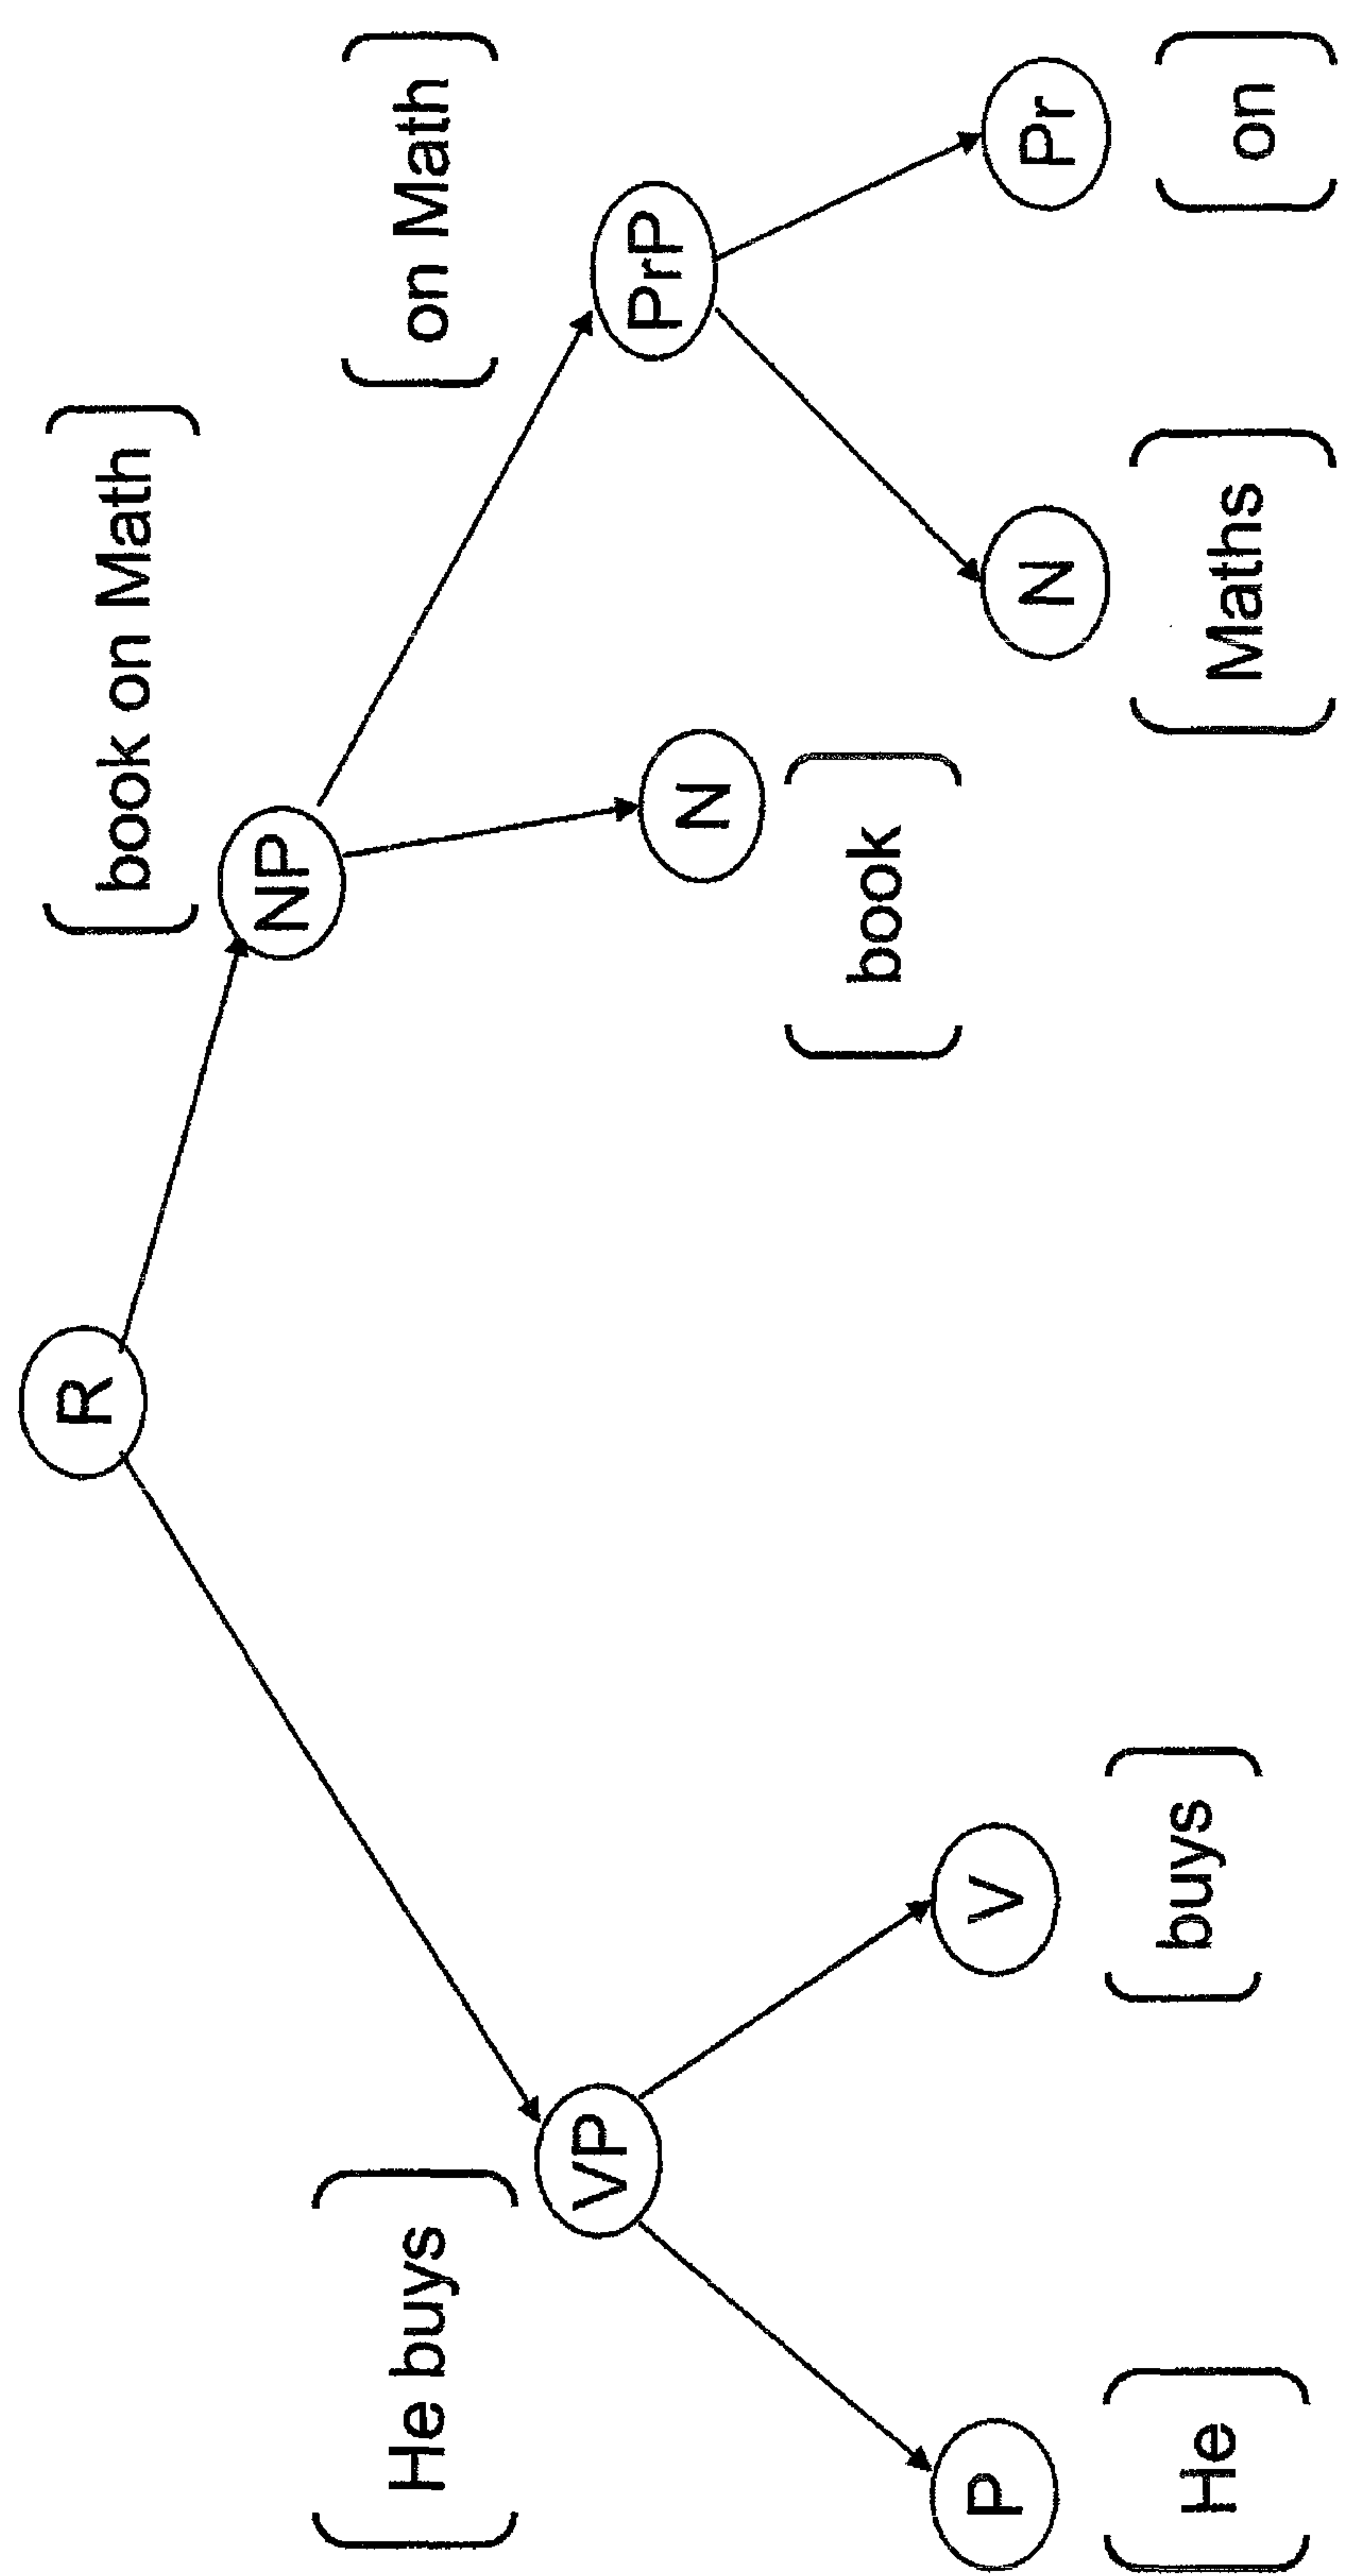 R
[book on Math]
NP
[He buys]
[on Math]
VP
PrP
N
[book]
P
V
N
Pr
[He]
[buys]
[Maths]
[on]